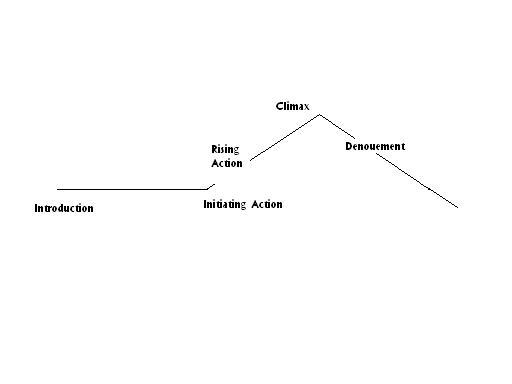 Climax
Rising
Action
Denouement
Introduction
Initiating Action